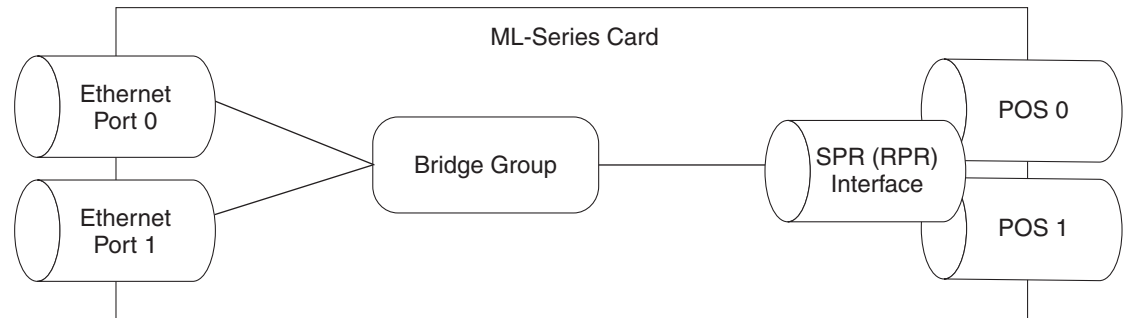 ML-Series Card
Ethernet
Port 0
Ethernet
Port 1
Bridge Group
SPR (RPR)
Interface
POS 0
POS 1